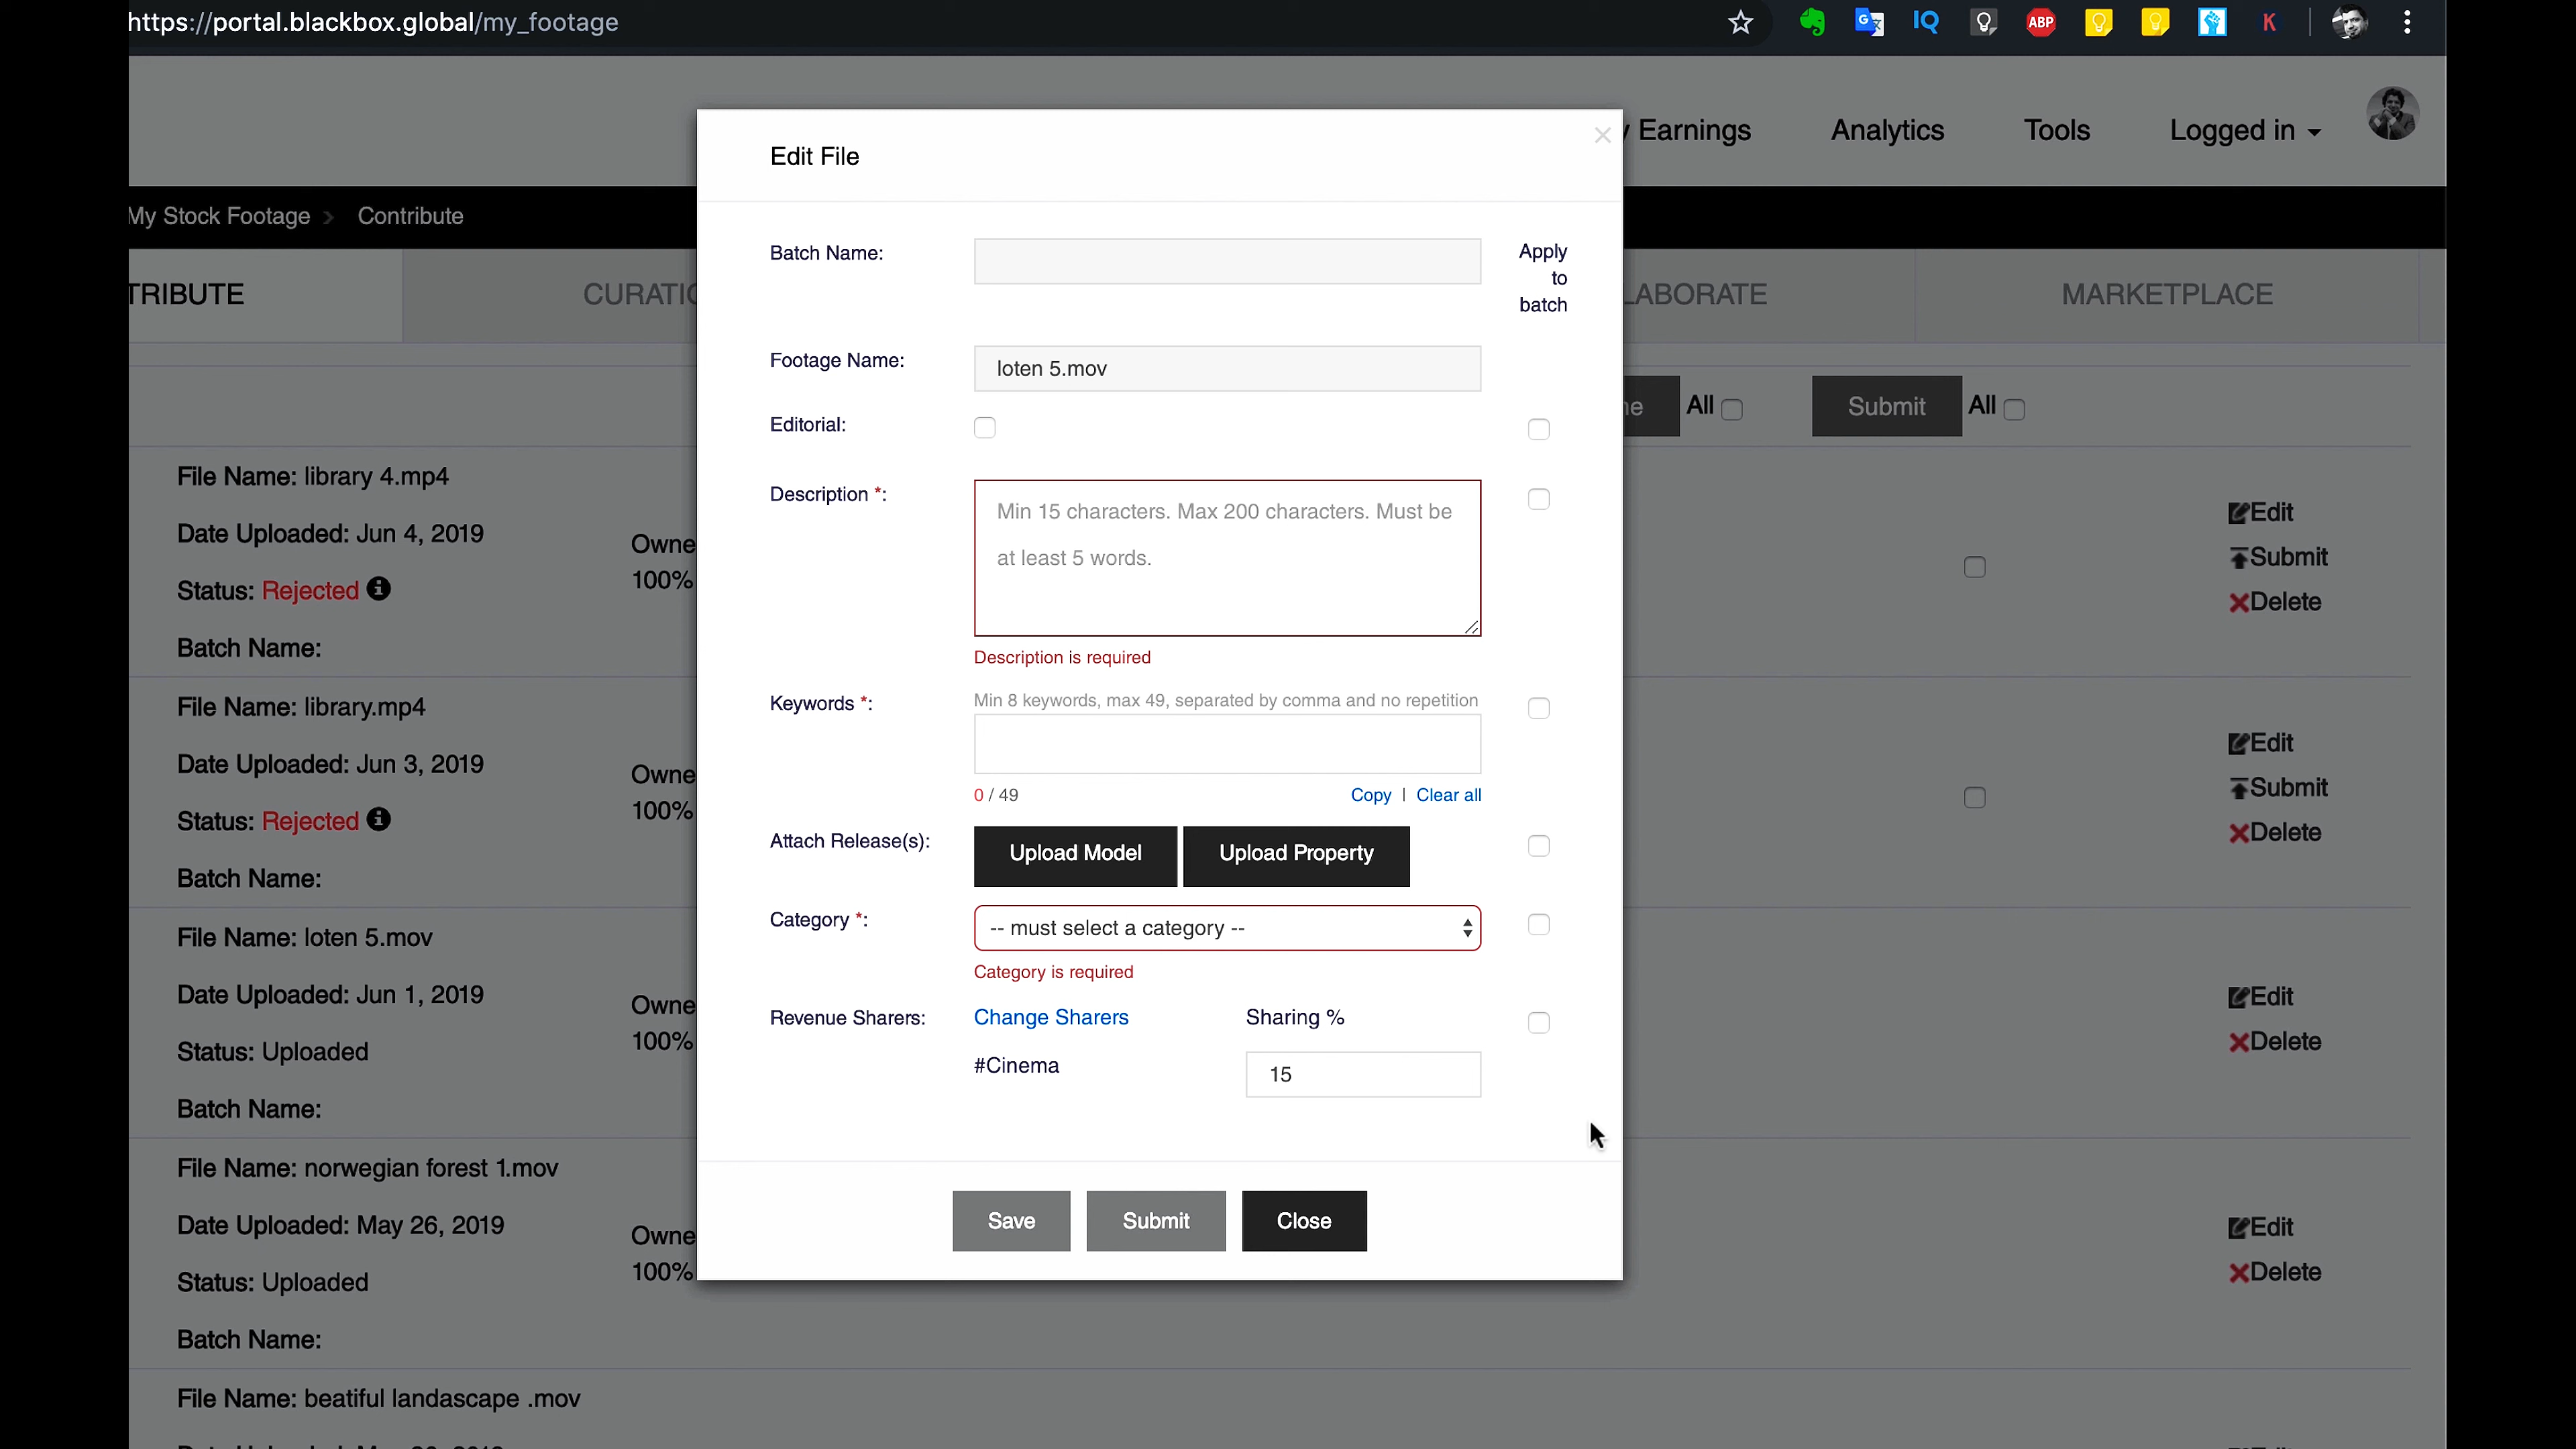 https://portal.blackbox.global/my_footage
IQ
ABP
K
Earnings
Analytics
Tools
Logged in
My Stock Footage > Contribute
TRIBUTE
CURATIO
LABORATE
MARKETPLACE
Edit File
Batch Name:
Apply
to
batch
Footage Name:
loten 5.mov
Editorial:
Description *:
Min 15 characters. Max 200 characters. Must be
at least 5 words.
Description is required
Keywords *:
Min 8 keywords, max 49, separated by comma and no repetition
0 / 49
Copy | Clear all
Attach Release(s):
Upload Model
Upload Property
Category *:
-- must select a category --
Category is required
Revenue Sharers:
Change Sharers
Sharing %
#Cinema
15
Save
Submit
Close
All
Submit
All
File Name: library 4.mp4
Date Uploaded: Jun 4, 2019
Status: Rejected
Batch Name:
Owne
100%
Edit
Submit
Delete
File Name: library.mp4
Date Uploaded: Jun 3, 2019
Status: Rejected
Batch Name:
Owne
100%
Edit
Submit
Delete
File Name: loten 5.mov
Date Uploaded: Jun 1, 2019
Status: Uploaded
Batch Name:
Owne
100%
Edit
Delete
File Name: norwegian forest 1.mov
Date Uploaded: May 26, 2019
Status: Uploaded
Batch Name:
Owne
100%
Edit
Delete
File Name: beatiful landascape .mov